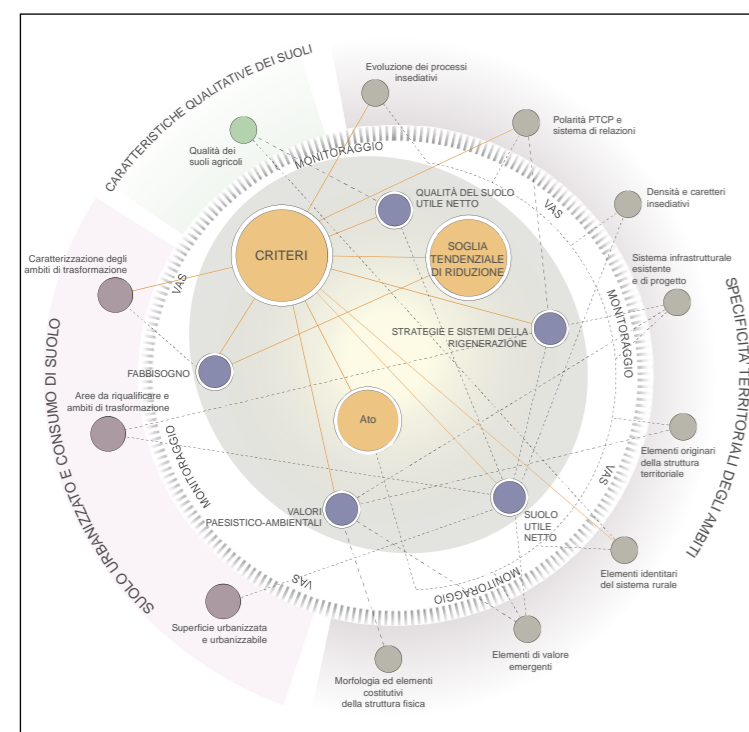 CARATTERISTICHE QUALITATIVE DEI SUOLI
Evoluzione dei processi
insediativi
Polarità PTCP e
sistema di relazioni
Qualità dei
suoli agricoli
MONITORAGGIO
VAS
QUALITÀ DEL SUOLO
UTILE NETTO
Densità e caretteri
insediativi
CRITERI
SOGLIA
TENDENZIALE
DI RIDUZIONE
Caratterizzazione degli
ambiti di trasformazione
VAS
Sistema infrastrutturale
esistente
e di progetto
MONITORAGGIO
SPECIFICITÀ TERRITORIALI DEGLI AMBITI
STRATEGIE E SISTEMI DELLA
RIGENERAZIONE
FABBISOGNO
SUOLO URBANIZZATO E CONSUMO DI SUOLO
Aree da riqualificare e
ambiti di trasformazione
Ato
MONITORAGGIO
Elementi originari
della struttura
territoriale
VAS
VALORI
PAESISTICO-AMBIENTALI
SUOLO
UTILE
NETTO
VAS
MONITORAGGIO
Elementi identitari
del sistema rurale
Superficie urbanizzata
e urbanizzabile
Elementi di valore
emergenti
Morfologia ed elementi
costitutivi
della struttura fisica